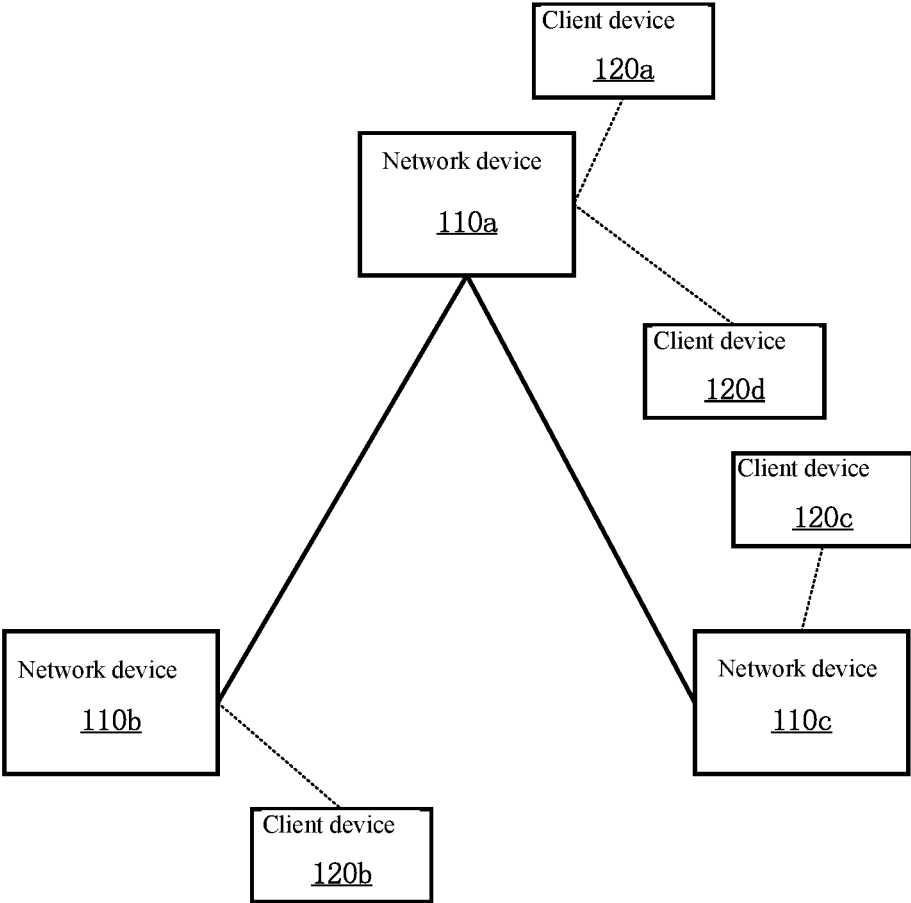 Client device
120a
Network device
110a
Client device
120d
Client device
120c
Network device
110b
Network device
110c
Client device
120b